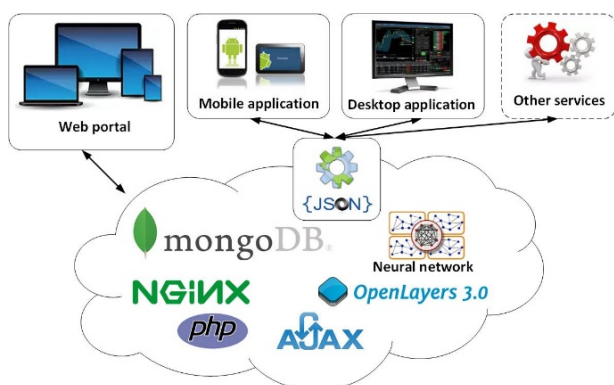 Web portal
Mobile application
Desktop application
Other services
{JSON}
mongoDB®
Neural network
NGiNX
OpenLayers 3.0
php
AJAX